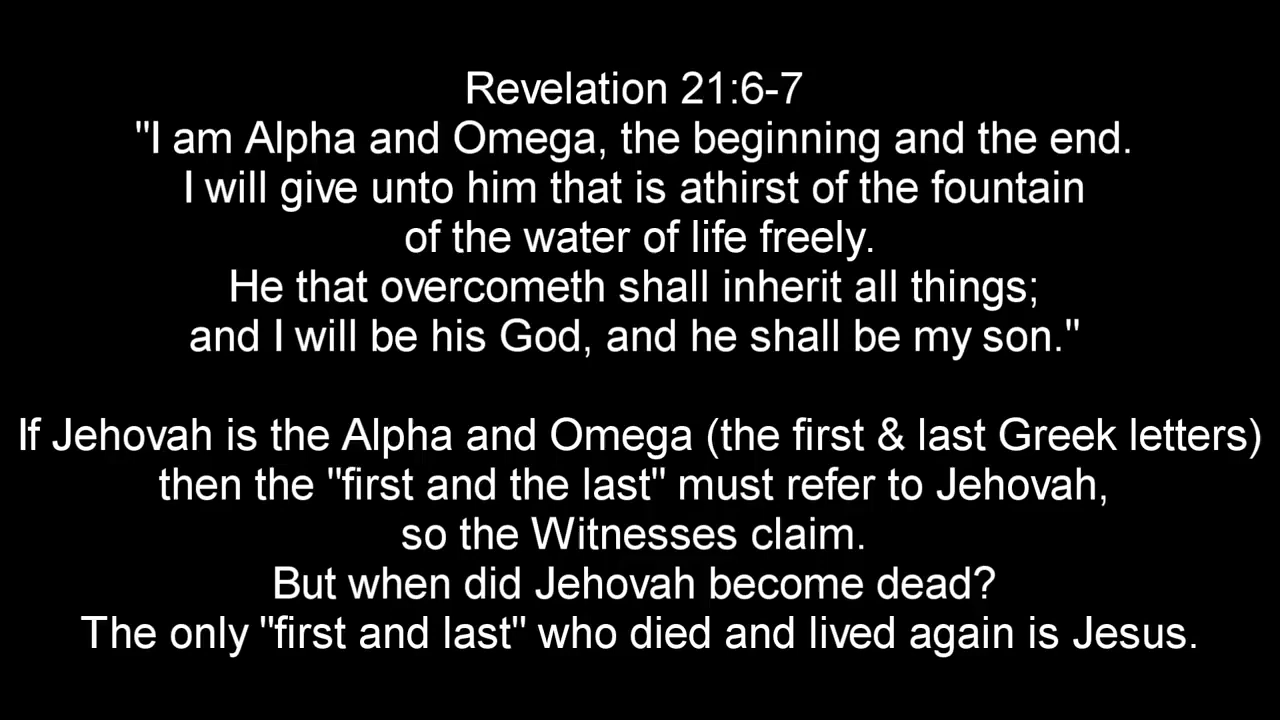 Revelation 21:6-7
"I am Alpha and Omega, the beginning and the end.
I will give unto him that is athirst of the fountain
of the water of life freely.
He that overcometh shall inherit all things;
and I will be his God, and he shall be my son."
If Jehovah is the Alpha and Omega (the first & last Greek letters)
then the "first and the last" must refer to Jehovah,
so the Witnesses claim.
But when did Jehovah become dead?
The only "first and last" who died and lived again is Jesus.